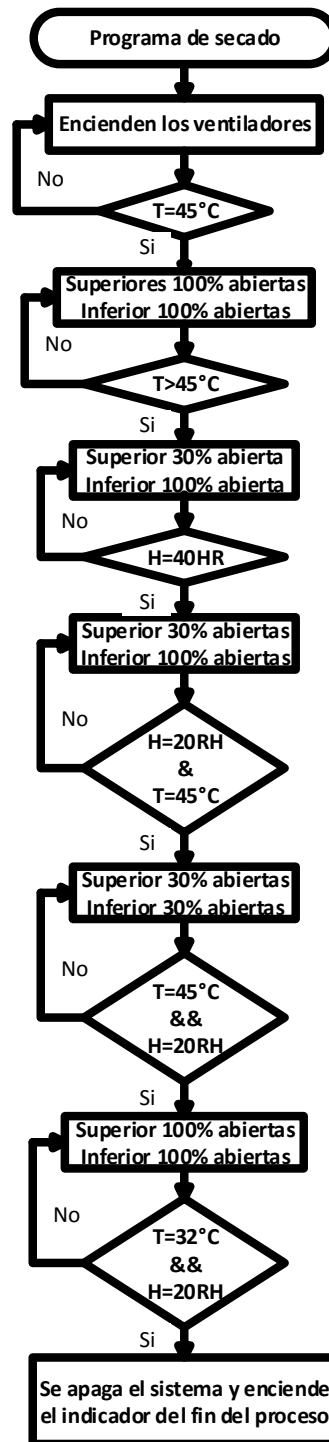 Programa de secado
Encienden los ventiladores
No
T=45°C
Si
Superiores 100% abiertas
Inferior 100% abiertas
No
T>45°C
Si
Superior 30% abierta
Inferior 100% abierta
No
H=40HR
Si
Superior 30% abiertas
Inferior 100% abiertas
No
H=20RH
&
T=45°C
Si
Superior 30% abiertas
Inferior 30% abiertas
No
T=45°C
&&
H=20RH
Si
Superior 100% abiertas
Inferior 100% abiertas
No
T=32°C
&&
H=20RH
Si
Se apaga el sistema y enciende
el indicador del fin del proceso